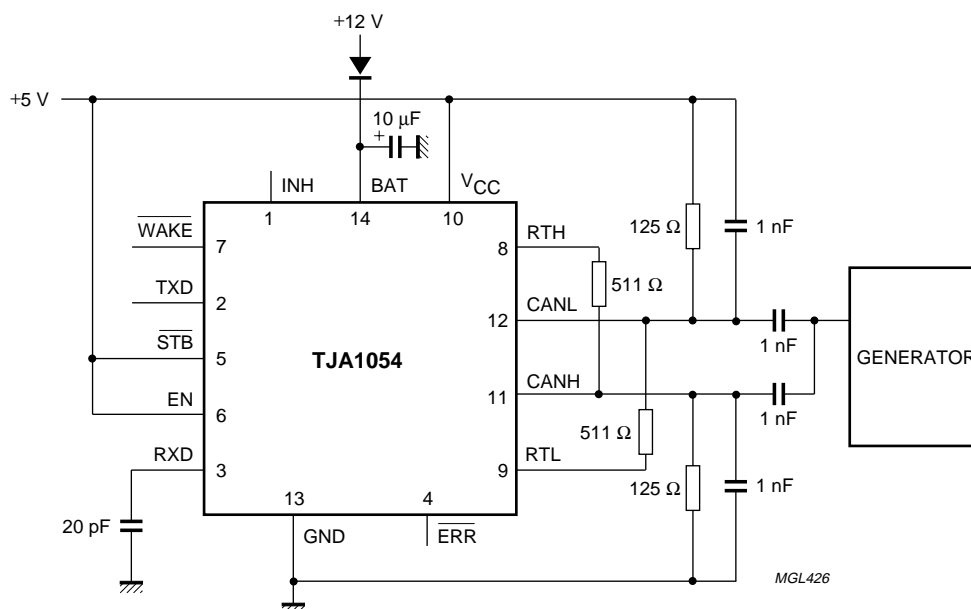 +12 V
+5 V
10 μF
+
INH
BAT
VCC
1
14
10
WAKE
7
TXD
2
STB
5
EN
6
RXD
3
TJA1054
8
RTH
12
CANL
11
CANH
9
RTL
13
4
GND
ERR
20 pF
511 Ω
511 Ω
125 Ω
1 nF
1 nF
1 nF
125 Ω
1 nF
GENERATOR
MGL426